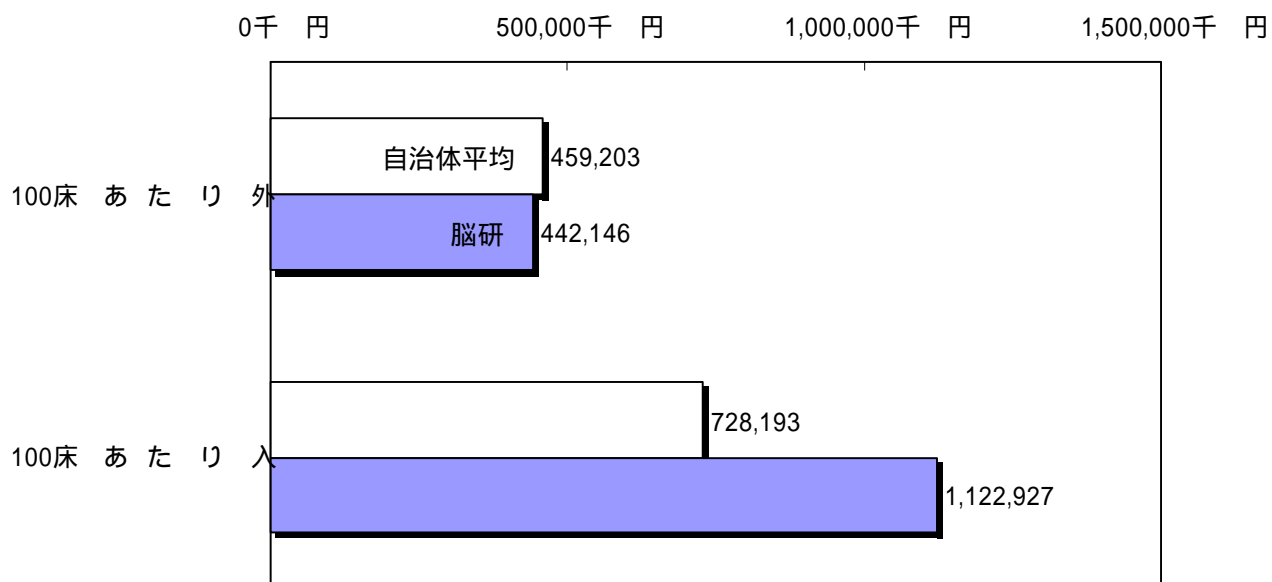 0千 円 500,000千 円 1,000,000千 円 1,500,000千 円
自治体平均 459,203
100床 あ た り 外
脳研 442,146
728,193
100床 あ た り 入
1,122,927